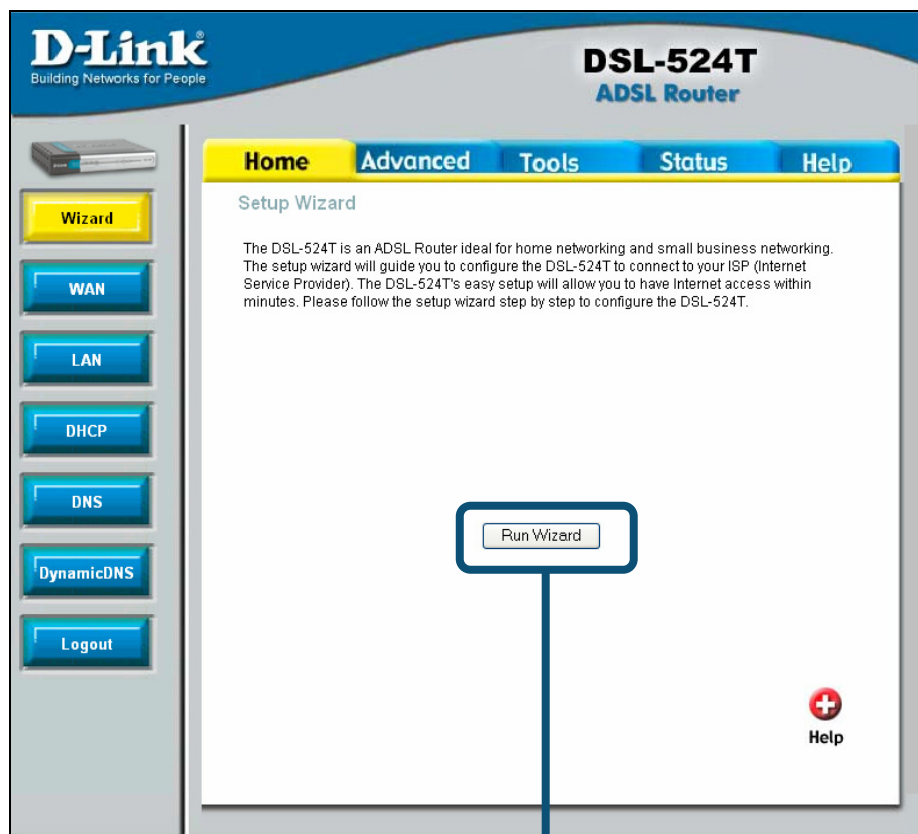 D-Link®
Building Networks for People
DSL-524T
ADSL Router
Home
Advanced
Tools
Status
Help
Wizard
WAN
LAN
DHCP
DNS
DynamicDNS
Logout
Setup Wizard
The DSL-524T is an ADSL Router ideal for home networking and small business networking.
The setup wizard will guide you to configure the DSL-524T to connect to your ISP (Internet
Service Provider). The DSL-524T's easy setup will allow you to have Internet access within
minutes. Please follow the setup wizard step by step to configure the DSL-524T.
Run Wizard
Help